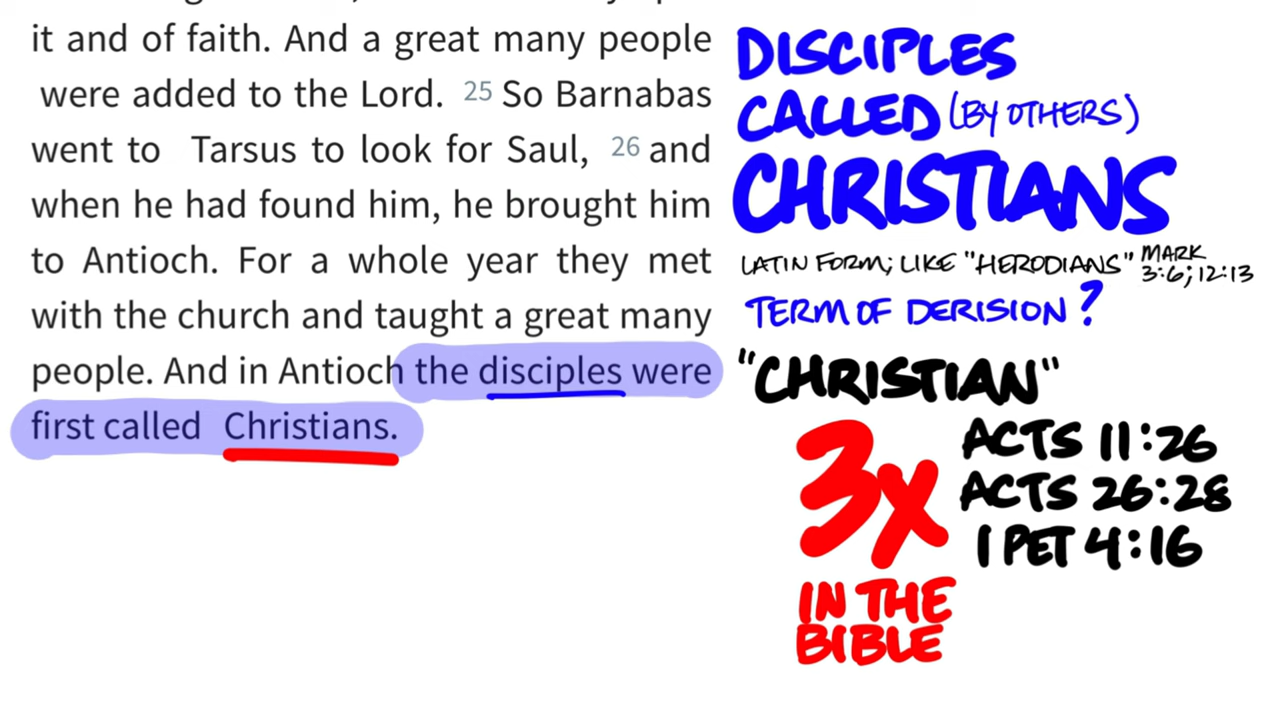 it and of faith. And a great many people
were added to the Lord. 25 So Barnabas
went to Tarsus to look for Saul, 26 and
when he had found him, he brought him
to Antioch. For a whole year they met
with the church and taught a great many
people. And in Antioch the disciples were
first called Christians.
DISCIPLES
CALLED (BY OTHERS)
CHRISTIANS
LATIN FORM; LIKE "HERODIANS" MARK
3:6; 12:13
TERM OF DERISION?
"CHRISTIAN"
3x
IN THE
BIBLE
ACTS 11:26
ACTS 26:28
1 PET 4:16